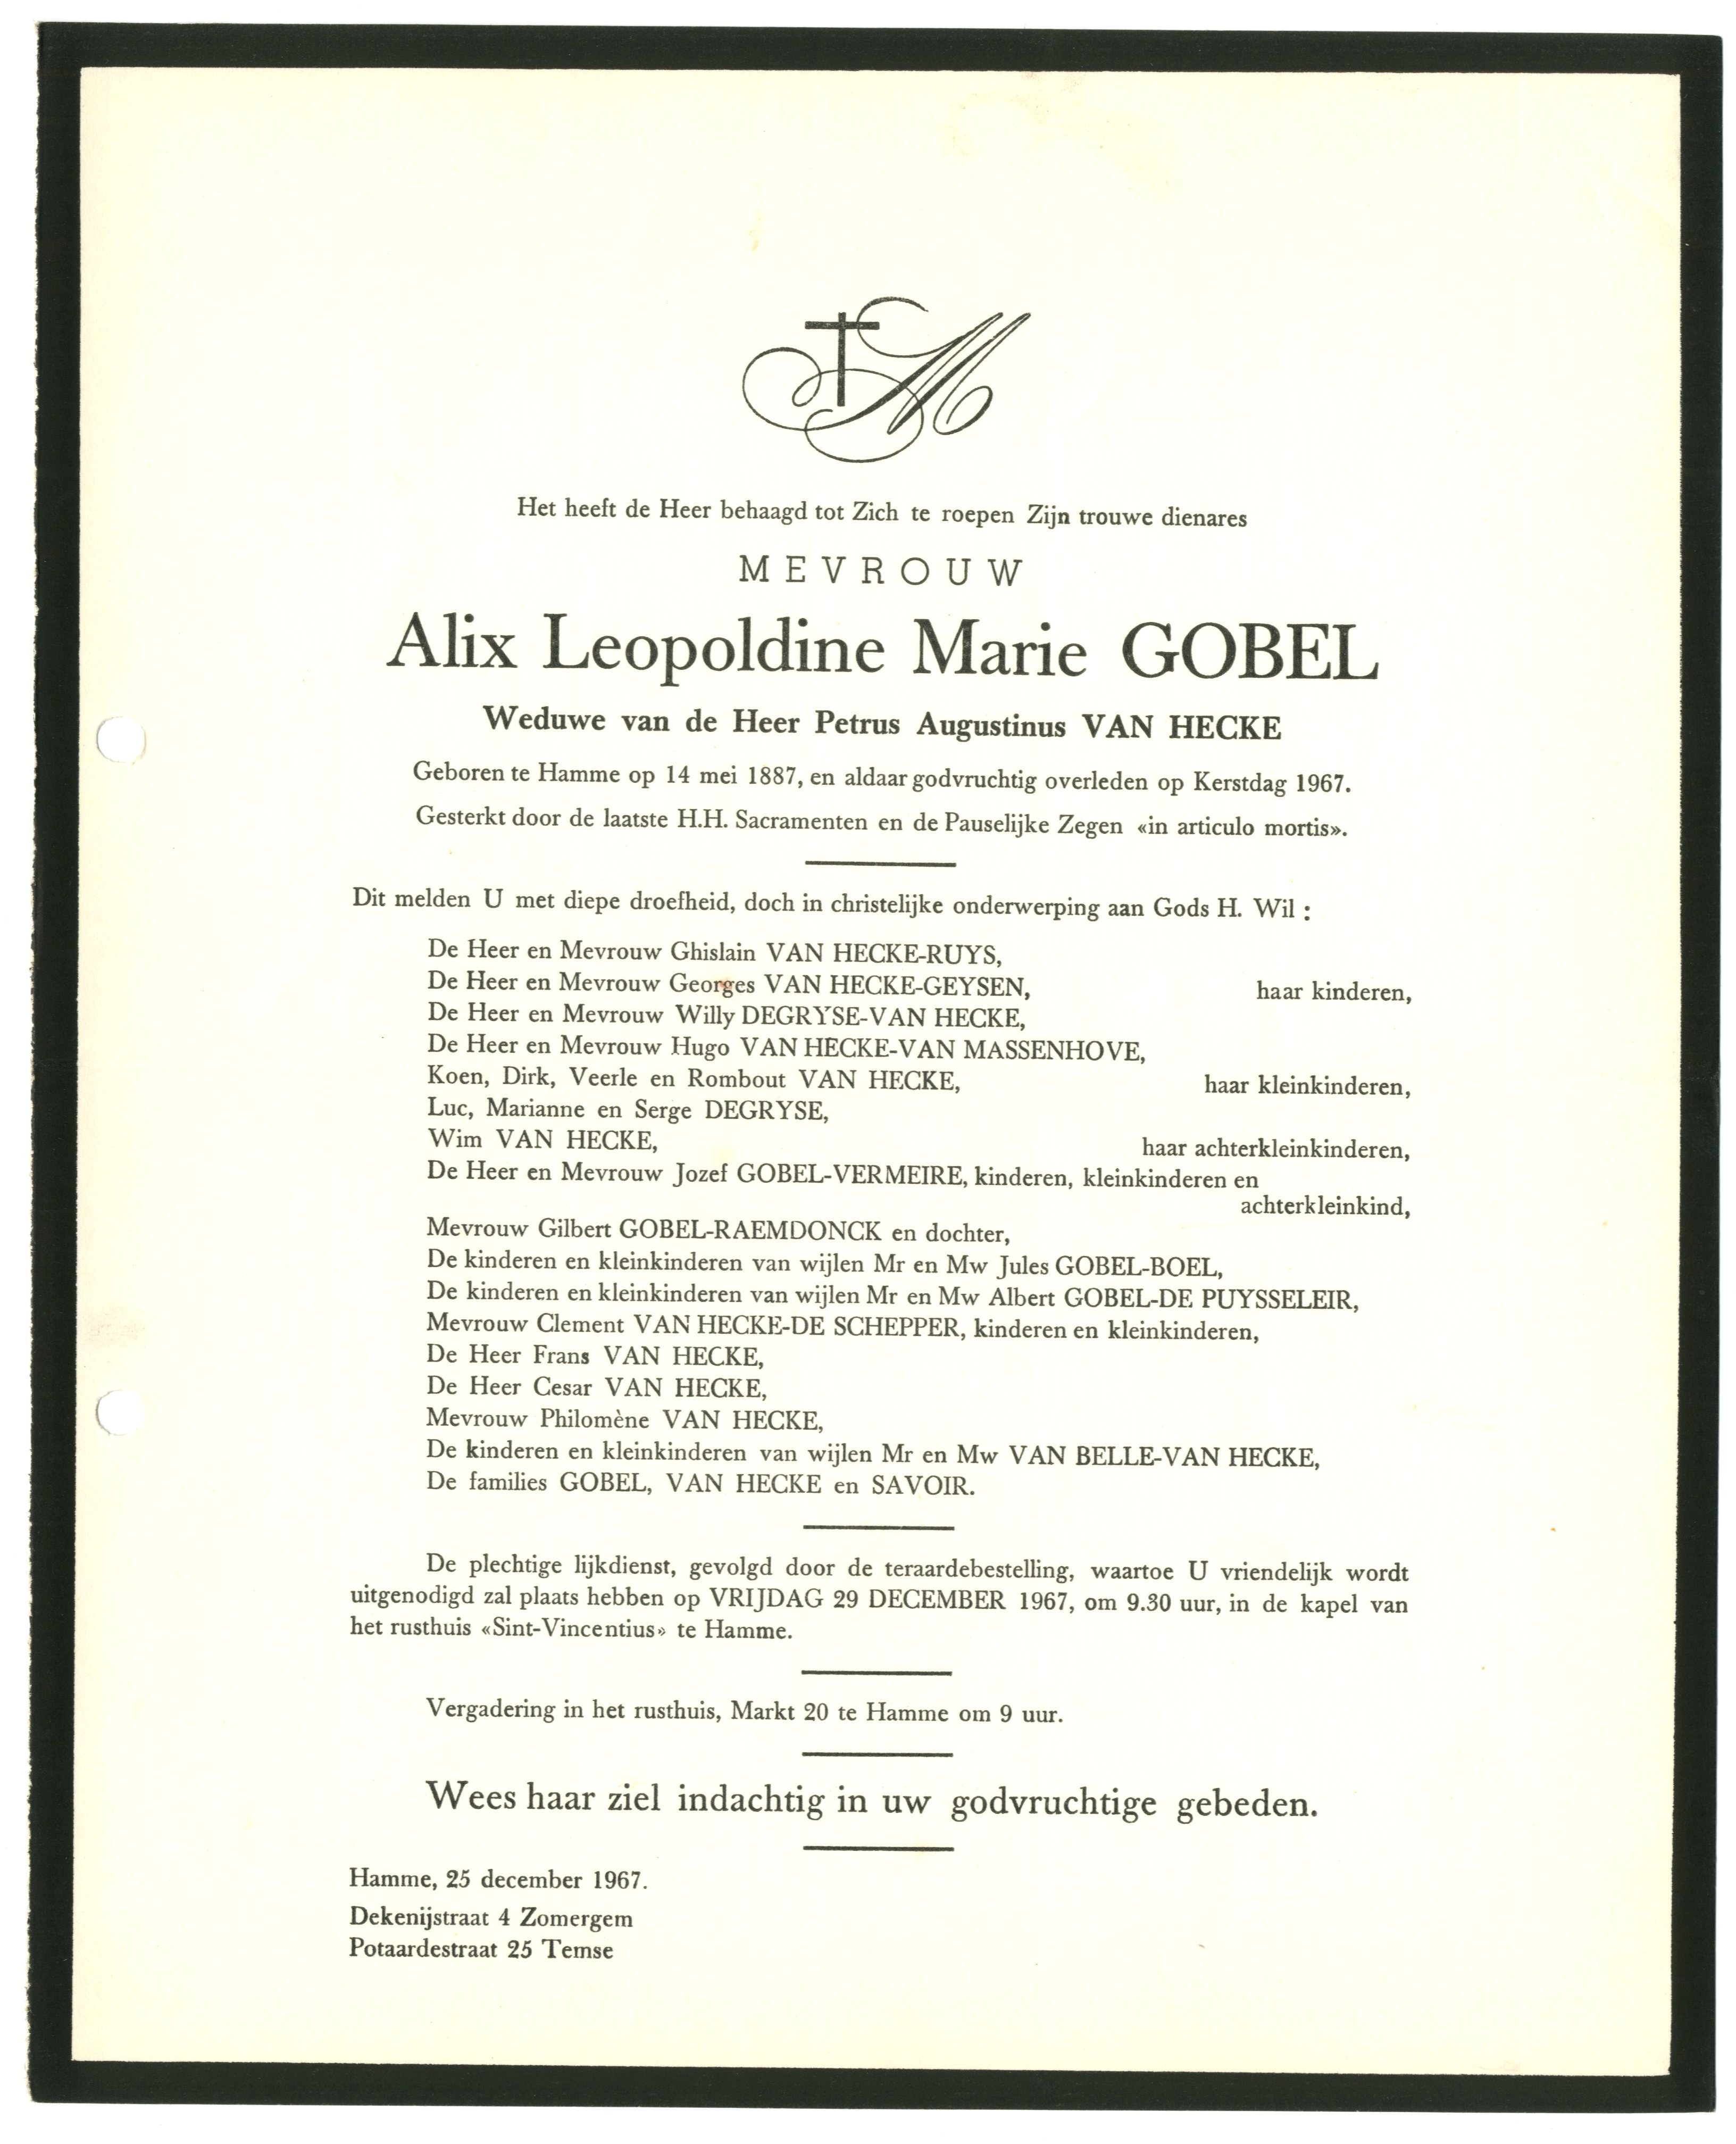 M
Het heeft de Heer behaagd tot Zich te roepen Zijn trouwe dienares
MEVROUW
Alix Leopoldine Marie GOBEL
Weduwe van de Heer Petrus Augustinus VAN HECKE
Geboren te Hamme op 14 mei 1887, en aldaar godvruchtig overleden op Kerstdag 1967.
Gesterkt door de laatste H.H. Sacramenten en de Pauselijke Zegen «in articulo mortis».
Dit melden U met diepe droefheid, doch in christelijke onderwerping aan Gods H. Wil :
De Heer en Mevrouw Ghislain VAN HECKE-RUYS,
De Heer en Mevrouw Georges VAN HECKE-GEYSEN, haar kinderen,
De Heer en Mevrouw Willy DEGRYSE-VAN HECKE,
De Heer en Mevrouw Hugo VAN HECKE-VAN MASSENHOVE,
Koen, Dirk, Veerle en Rombout VAN HECKE, haar kleinkinderen,
Luc, Marianne en Serge DEGRYSE,
Wim VAN HECKE, haar achterkleinkinderen,
De Heer en Mevrouw Jozef GOBEL-VERMEIRE, kinderen, kleinkinderen en
achterkleinkind,
Mevrouw Gilbert GOBEL-RAEMDONCK en dochter,
De kinderen en kleinkinderen van wijlen Mr en Mw Jules GOBEL-BOEL,
De kinderen en kleinkinderen van wijlen Mr en Mw Albert GOBEL-DE PUYSSELEIR,
Mevrouw Clement VAN HECKE-DE SCHEPPER, kinderen en kleinkinderen,
De Heer Frans VAN HECKE,
De Heer Cesar VAN HECKE,
Mevrouw Philomène VAN HECKE,
De kinderen en kleinkinderen van wijlen Mr en Mw VAN BELLE-VAN HECKE,
De families GOBEL, VAN HECKE en SAVOIR.
De plechtige lijkdienst, gevolgd door de teraardebestelling, waartoe U vriendelijk wordt
uitgenodigd zal plaats hebben op VRIJDAG 29 DECEMBER 1967, om 9.30 uur, in de kapel van
het rusthuis «Sint-Vincentius» te Hamme.
Vergadering in het rusthuis, Markt 20 te Hamme om 9 uur.
Wees haar ziel indachtig in uw godvruchtige gebeden.
Hamme, 25 december 1967.
Dekenijstraat 4 Zomergem
Potaardestraat 25 Temse